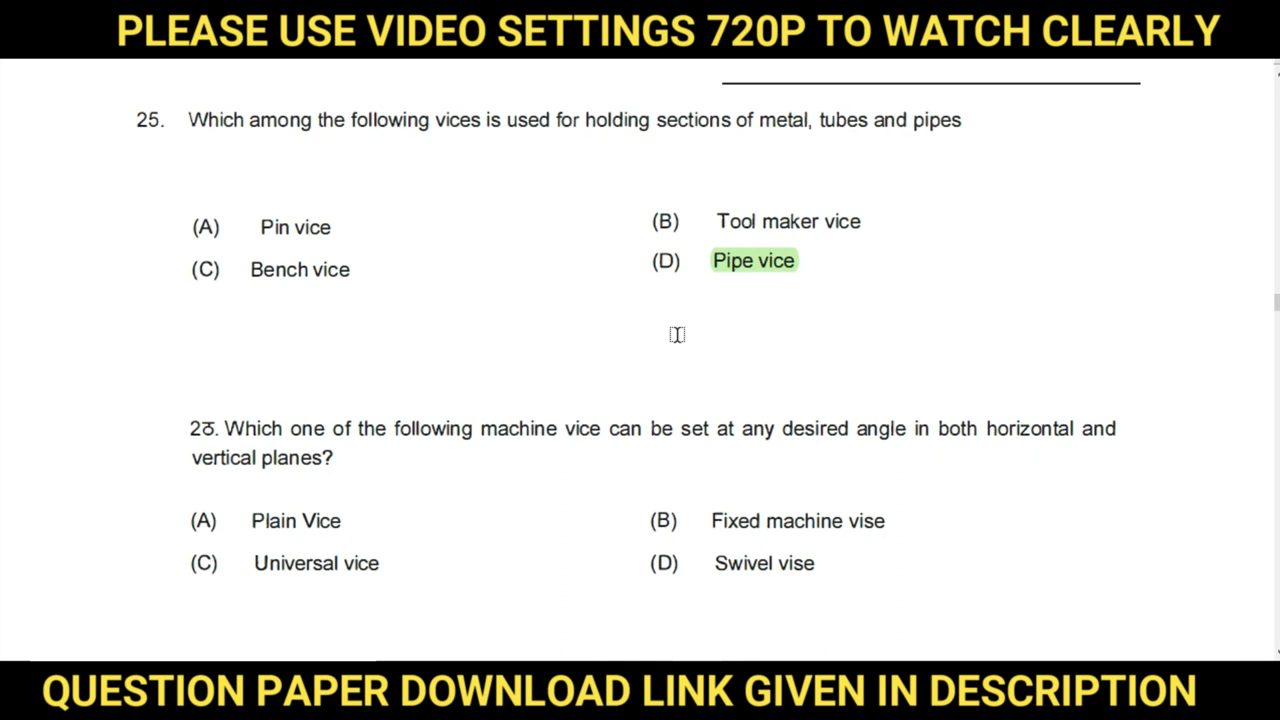 PLEASE USE VIDEO SETTINGS 720P TO WATCH CLEARLY
25. Which among the following vices is used for holding sections of metal, tubes and pipes
(A) Pin vice (B) Tool maker vice
(C) Bench vice (D) Pipe vice
2ठ. Which one of the following machine vice can be set at any desired angle in both horizontal and
vertical planes?
(A) Plain Vice (B) Fixed machine vise
(C) Universal vice (D) Swivel vise
QUESTION PAPER DOWNLOAD LINK GIVEN IN DESCRIPTION